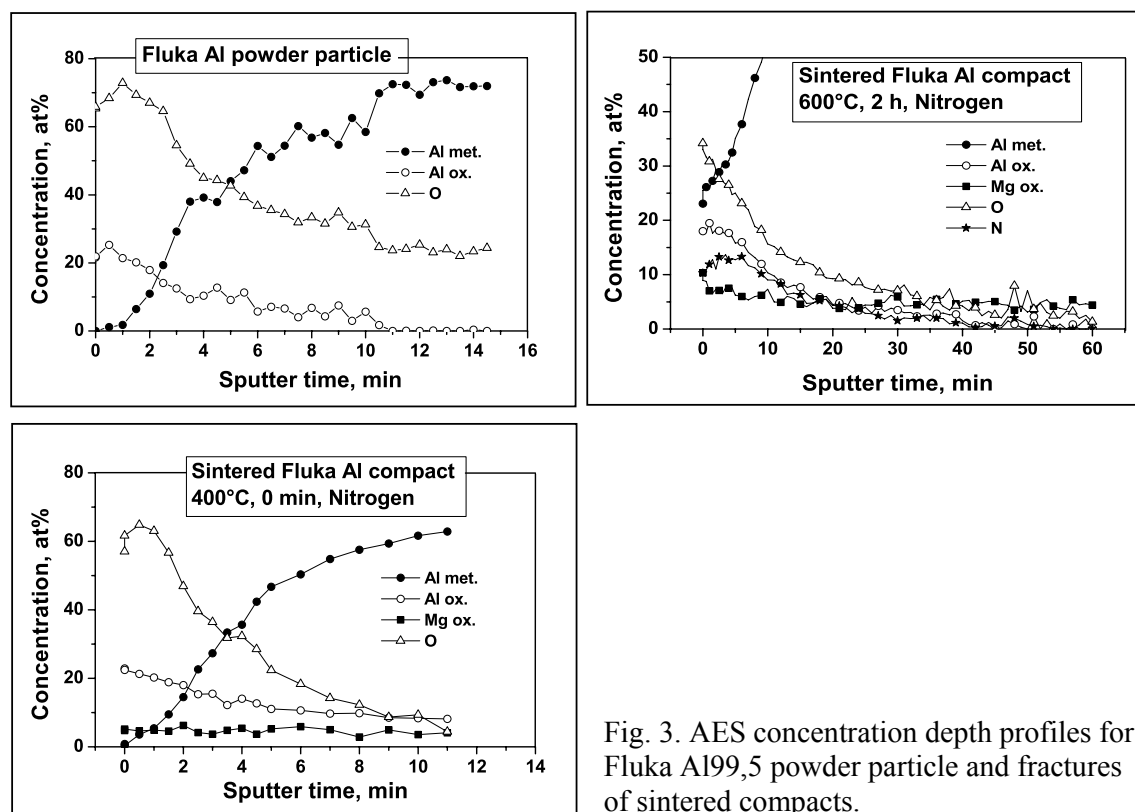 Fluka Al powder particle
Concentration, at%
80
60
40
20
0
Al met.
Al ox.
O
0 2 4 6 8 10 12 14 16
Sputter time, min
Sintered Fluka Al compact
600°C, 2 h, Nitrogen
Concentration, at%
50
40
30
20
10
0
Al met.
Al ox.
Mg ox.
O
N
0 10 20 30 40 50 60
Sputter time, min
Sintered Fluka Al compact
400°C, 0 min, Nitrogen
Concentration, at%
80
60
40
20
0
Al met.
Al ox.
Mg ox.
O
0 2 4 6 8 10 12 14
Sputter time, min
Fig. 3. AES concentration depth profiles for
Fluka Al99,5 powder particle and fractures
of sintered compacts.